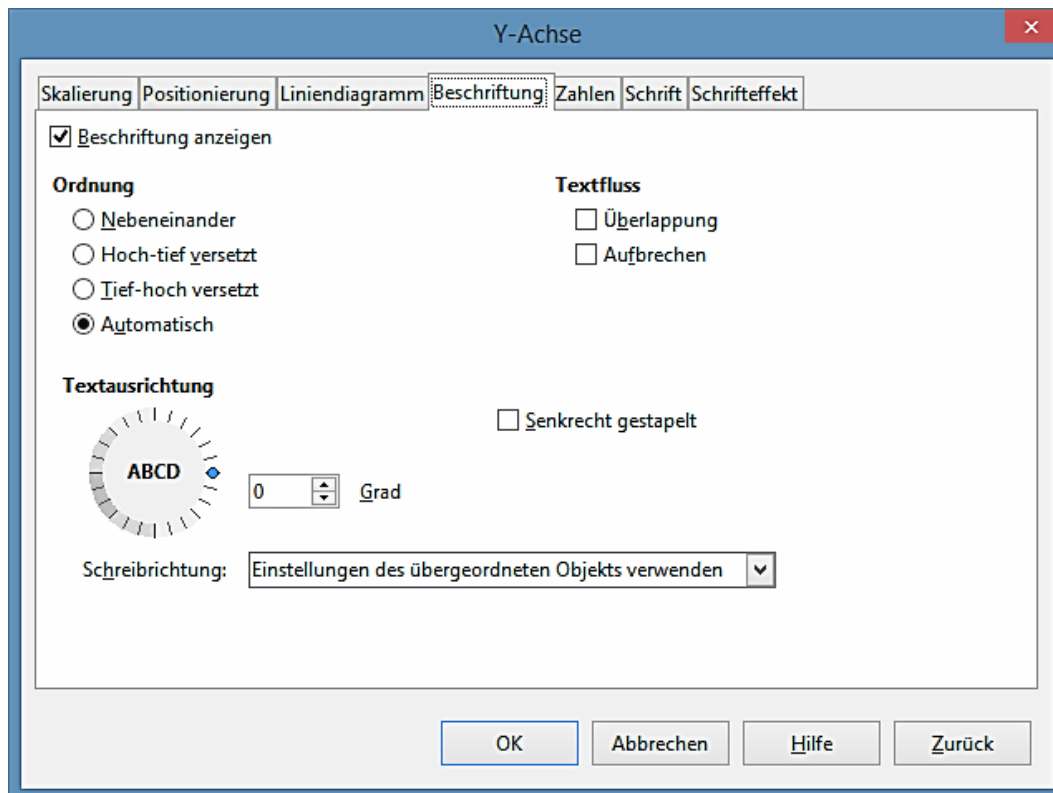 Y-Achse
Skalierung Positionierung Liniendiagramm Beschriftung Zahlen Schrift Schrifteffekt
Beschriftung anzeigen
Ordnung
Nebeneinander
Hoch-tief versetzt
Tief-hoch versetzt
Automatisch
Textfluss
Überlappung
Aufbrechen
Textausrichtung
ABCD
0 Grad
Senkrecht gestapelt
Schreibrichtung: Einstellungen des übergeordneten Objekts verwenden
OK Abbrechen Hilfe Zurück